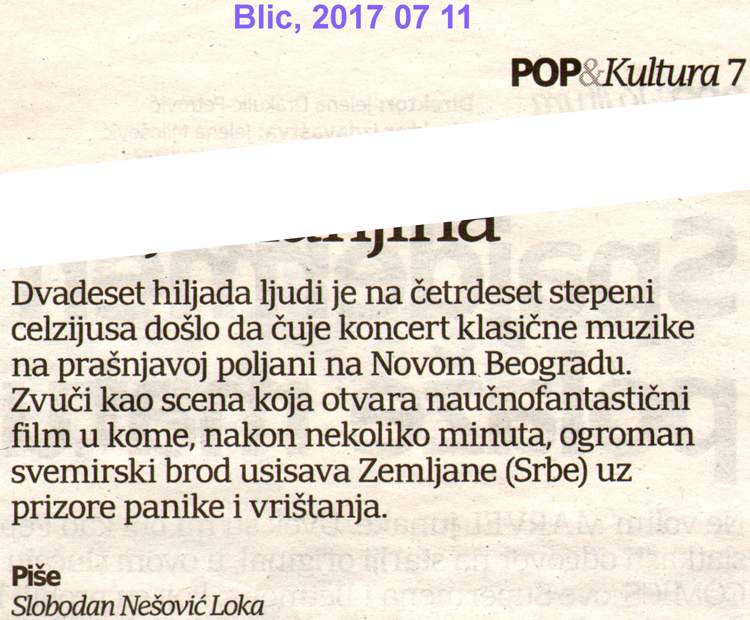 Blic, 2017 07 11
POP&Kultura 7
Dvadeset hiljada ljudi je na četrdeset stepeni
celzijusa došlo da čuje koncert klasične muzike
na prašnjavoj poljani na Novom Beogradu.
Zvuči kao scena koja otvara naučnofantastični
film u kome, nakon nekoliko minuta, ogroman
svemirski brod usisava Zemljane (Srbe) uz
prizore panike i vrištanja.
Piše
Slobodan Nešović Loka